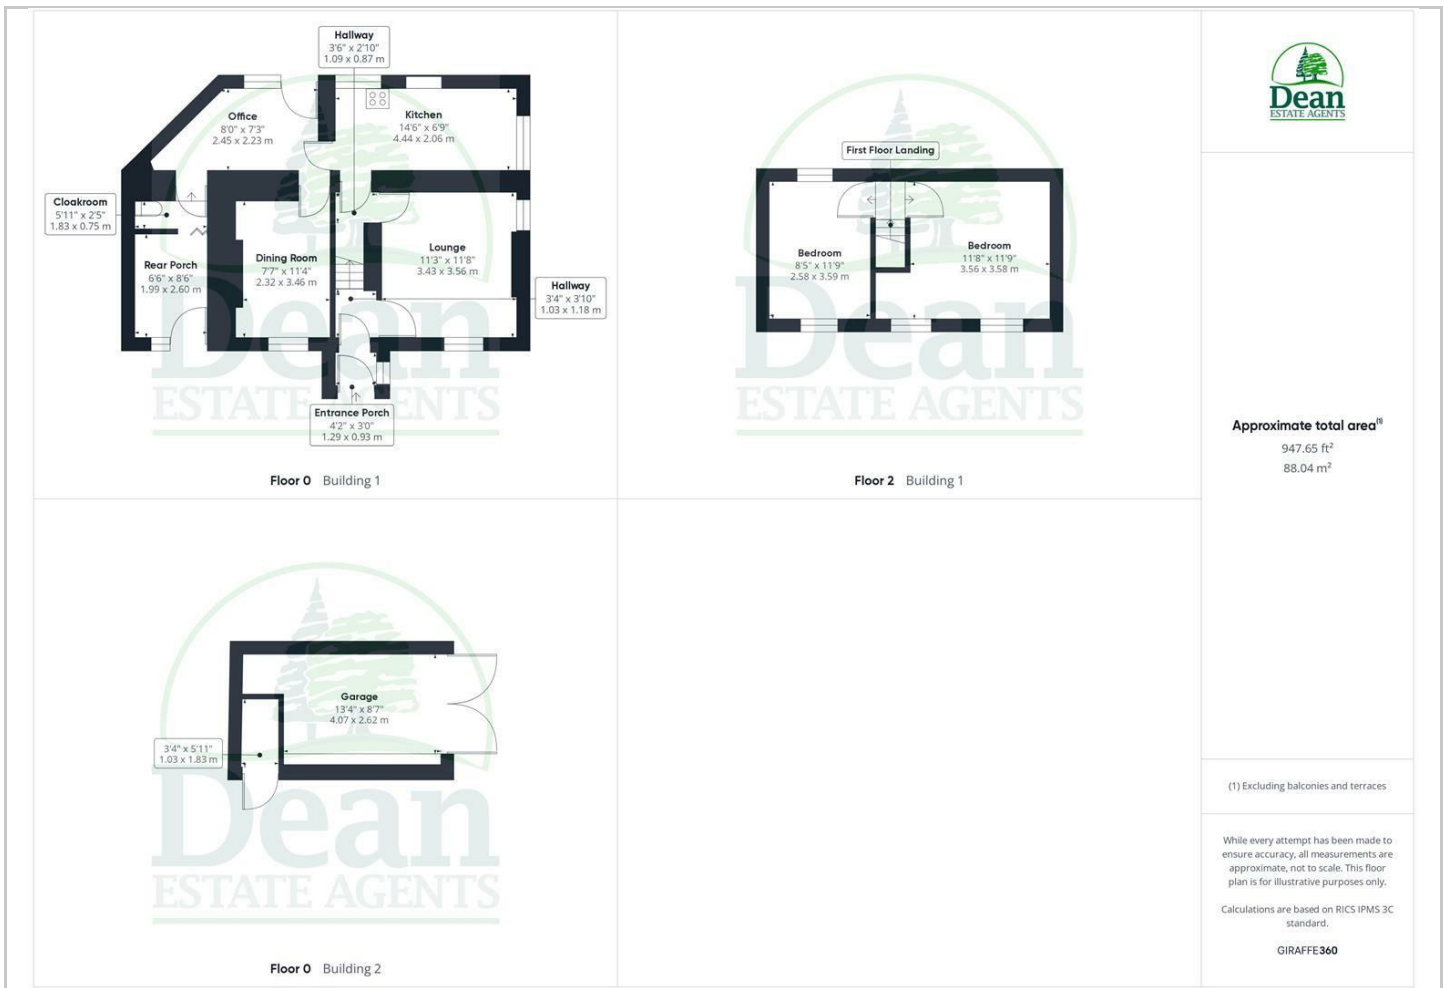 Hallway
3'6" x 2'10"
1.09 x 0.87 m
Office
8'0" x 7'3"
2.45 x 2.23 m
Kitchen
14'6" x 6'9"
4.44 x 2.06 m
Cloakroom
5'11" x 2'5"
1.83 x 0.75 m
Rear Porch
6'6" x 8'6"
1.99 x 2.60 m
Dining Room
7'7" x 11'4"
2.32 x 3.46 m
Lounge
11'3" x 11'8"
3.43 x 3.56 m
Hallway
3'4" x 3'10"
1.03 x 1.18 m
Entrance Porch
4'2" x 3'0"
1.29 x 0.93 m
Dean
ESTATE AGENTS
Floor 0 Building 1
First Floor Landing
Bedroom
8'5" x 11'9"
2.58 x 3.59 m
Bedroom
11'8" x 11'9"
3.56 x 3.58 m
Dean
ESTATE AGENTS
Floor 2 Building 1
Garage
13'4" x 8'7"
4.07 x 2.62 m
3'4" x 5'11"
1.03 x 1.83 m
Dean
ESTATE AGENTS
Floor 0 Building 2
Dean
ESTATE AGENTS
Approximate total area(1)
947.65 ft²
88.04 m²
(1) Excluding balconies and terraces
While every attempt has been made to
ensure accuracy, all measurements are
approximate, not to scale. This floor
plan is for illustrative purposes only.
Calculations are based on RICS IPMS 3C
standard.
GIRAFFE360